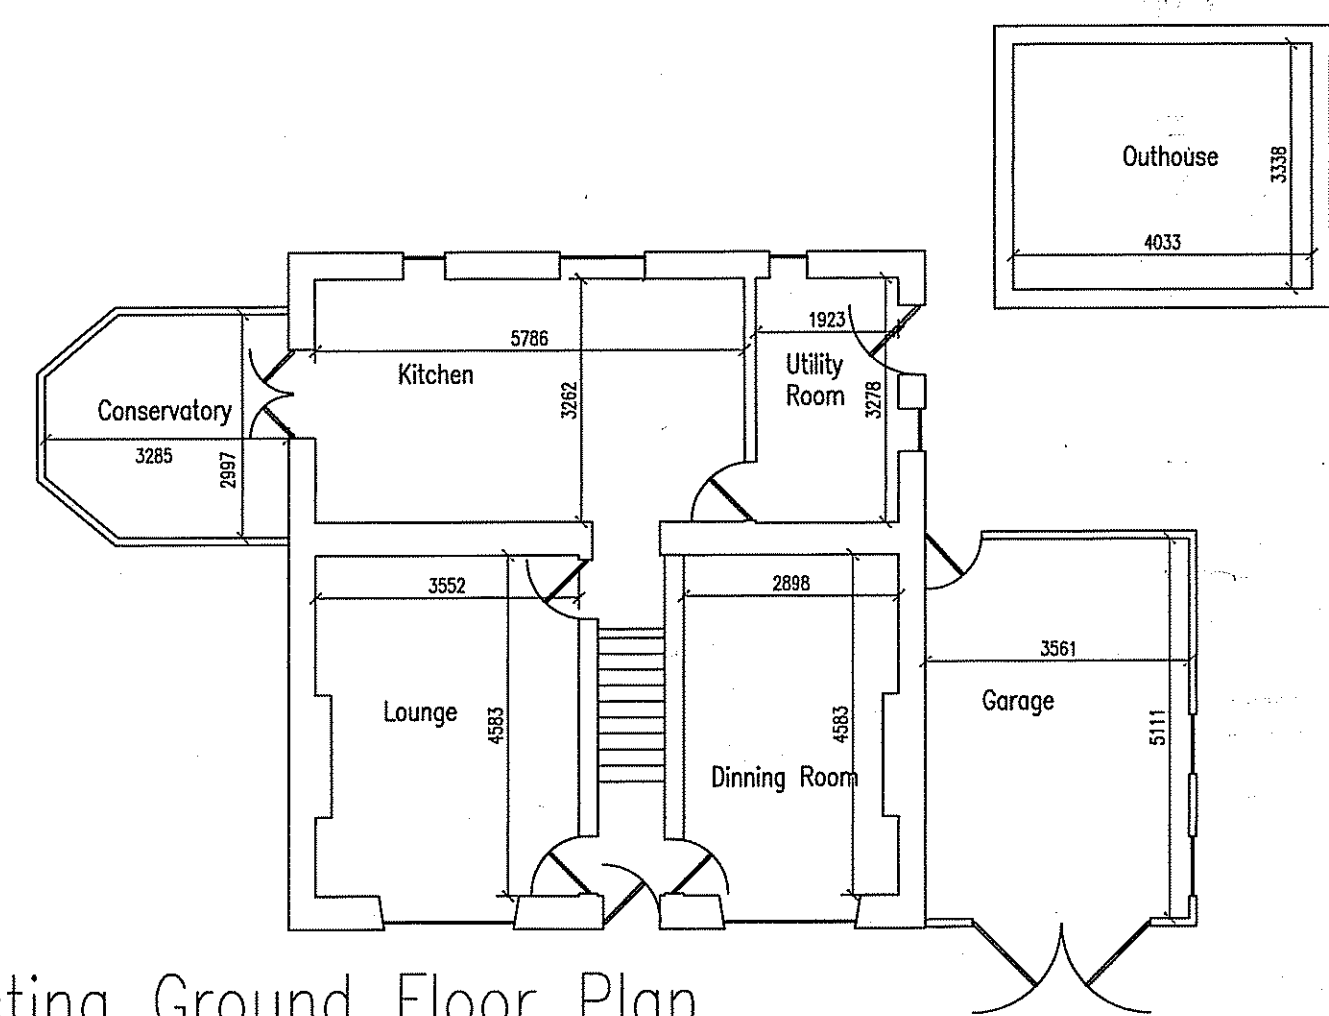 Outhouse
3338
4033
5786
1923
Kitchen
Utility
Room
3262
3278
Conservatory
3285
2997
3552
2898
3561
Lounge
4583
4583
Garage
5111
Dinning Room
Ground Floor Plan